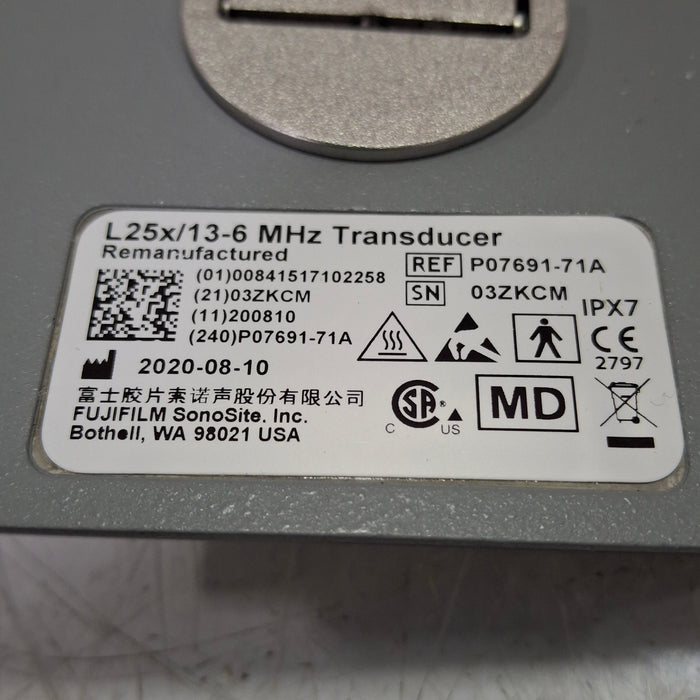 L25x/13-6 MHz Transducer
Remanufactured
REF P07691-71A
(01)00841517102258
(21)03ZKCM
SN 03ZKCM
(11)200810
IPX7
(240)P07691-71A
CE
2797
2020-08-10
富士胶片索诺声股份有限公司
FUJIFILM SonoSite, Inc.
Bothell, WA 98021 USA
SA ®
C US
MD